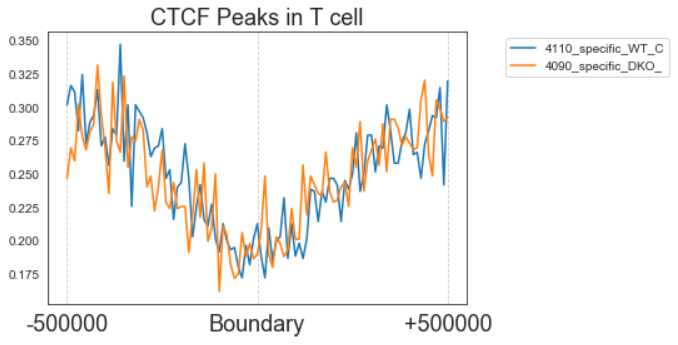 CTCF Peaks in T cell
0.350
0.325
0.300
0.275
0.250
0.225
0.200
0.175
-500000
Boundary
+500000
4110_specific_WT_C
4090_specific_DKO_